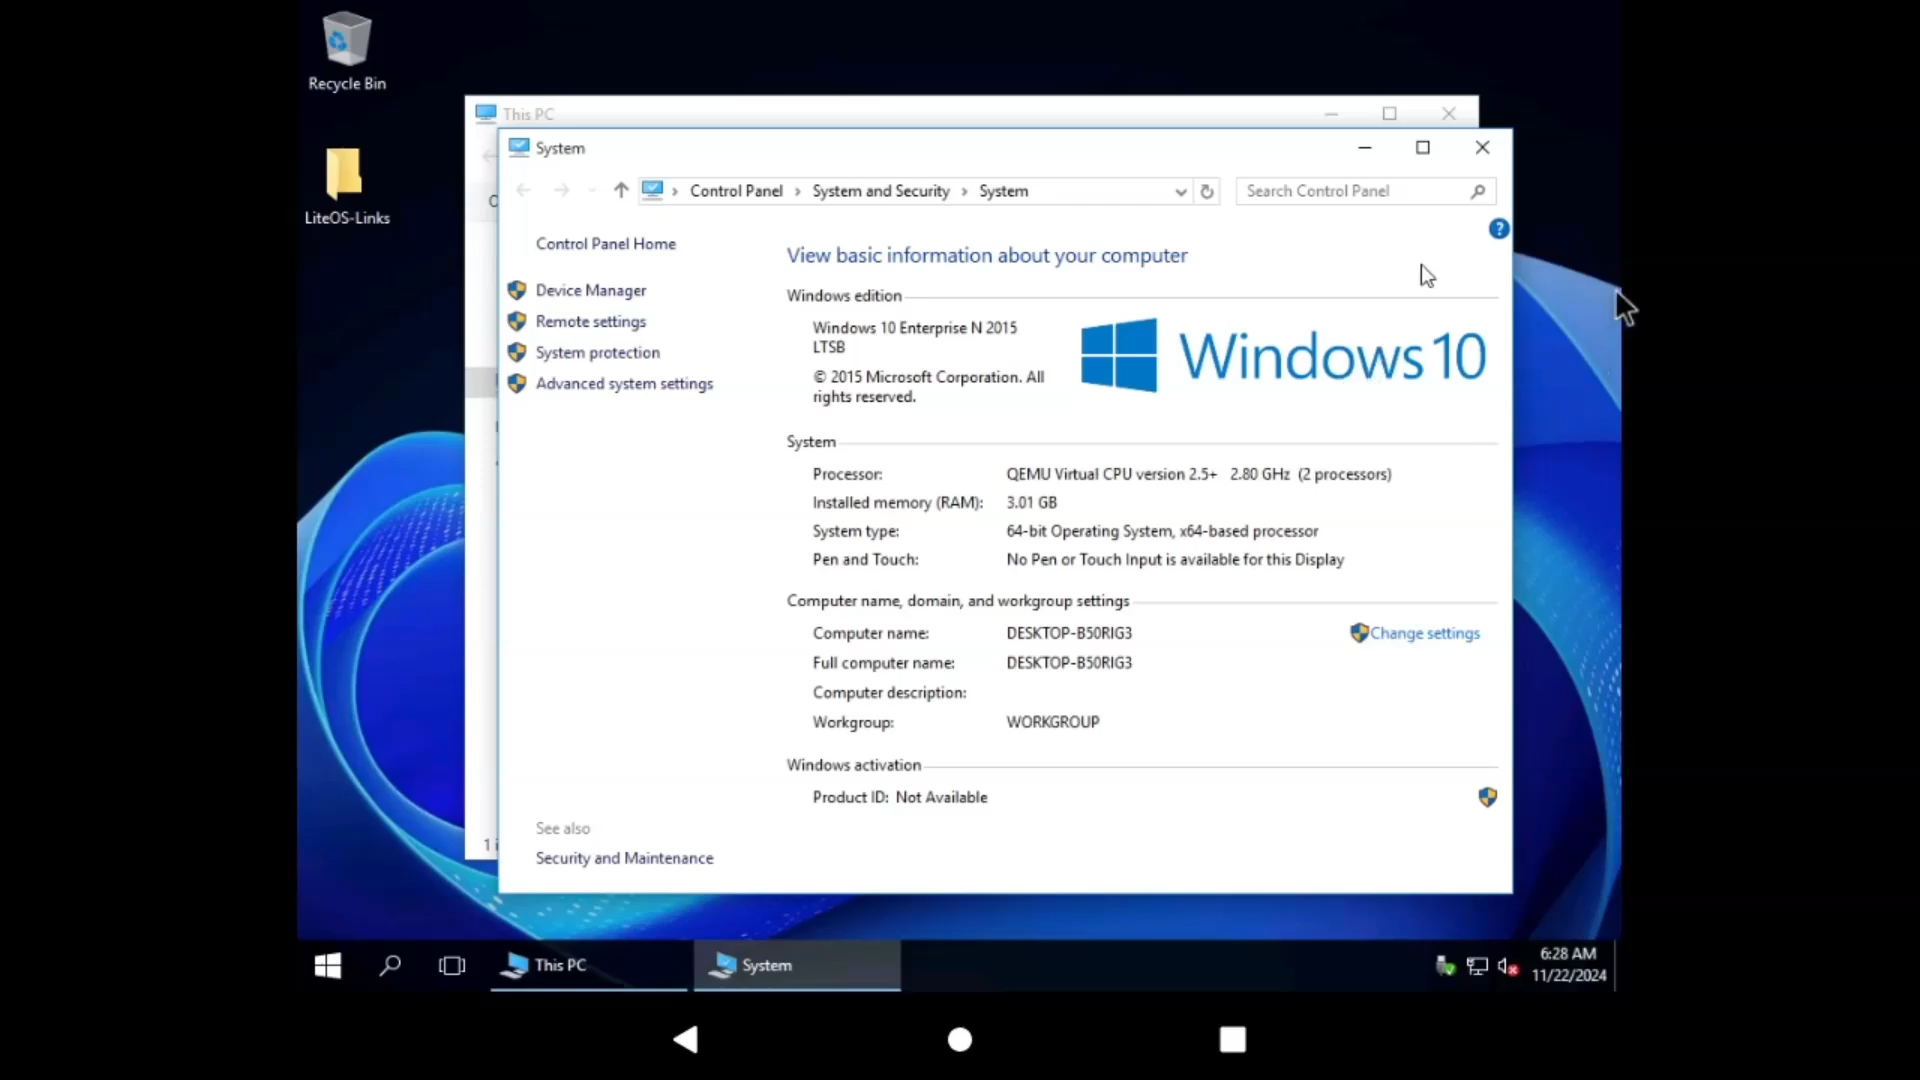 Recycle Bin
LiteOS-Links
This PC
System
Control Panel › System and Security › System
Search Control Panel
?
Control Panel Home
Device Manager
Remote settings
System protection
Advanced system settings
View basic information about your computer
Windows edition
Windows 10 Enterprise N 2015
LTSB
© 2015 Microsoft Corporation. All
rights reserved.
Windows 10
System
Processor: QEMU Virtual CPU version 2.5+ 2.80 GHz (2 processors)
Installed memory (RAM): 3.01 GB
System type: 64-bit Operating System, x64-based processor
Pen and Touch: No Pen or Touch Input is available for this Display
Computer name, domain, and workgroup settings
Computer name: DESKTOP-B50RIG3
Change settings
Full computer name: DESKTOP-B50RIG3
Computer description:
Workgroup: WORKGROUP
Windows activation
Product ID: Not Available
See also
Security and Maintenance
This PC
System
6:28 AM
11/22/2024